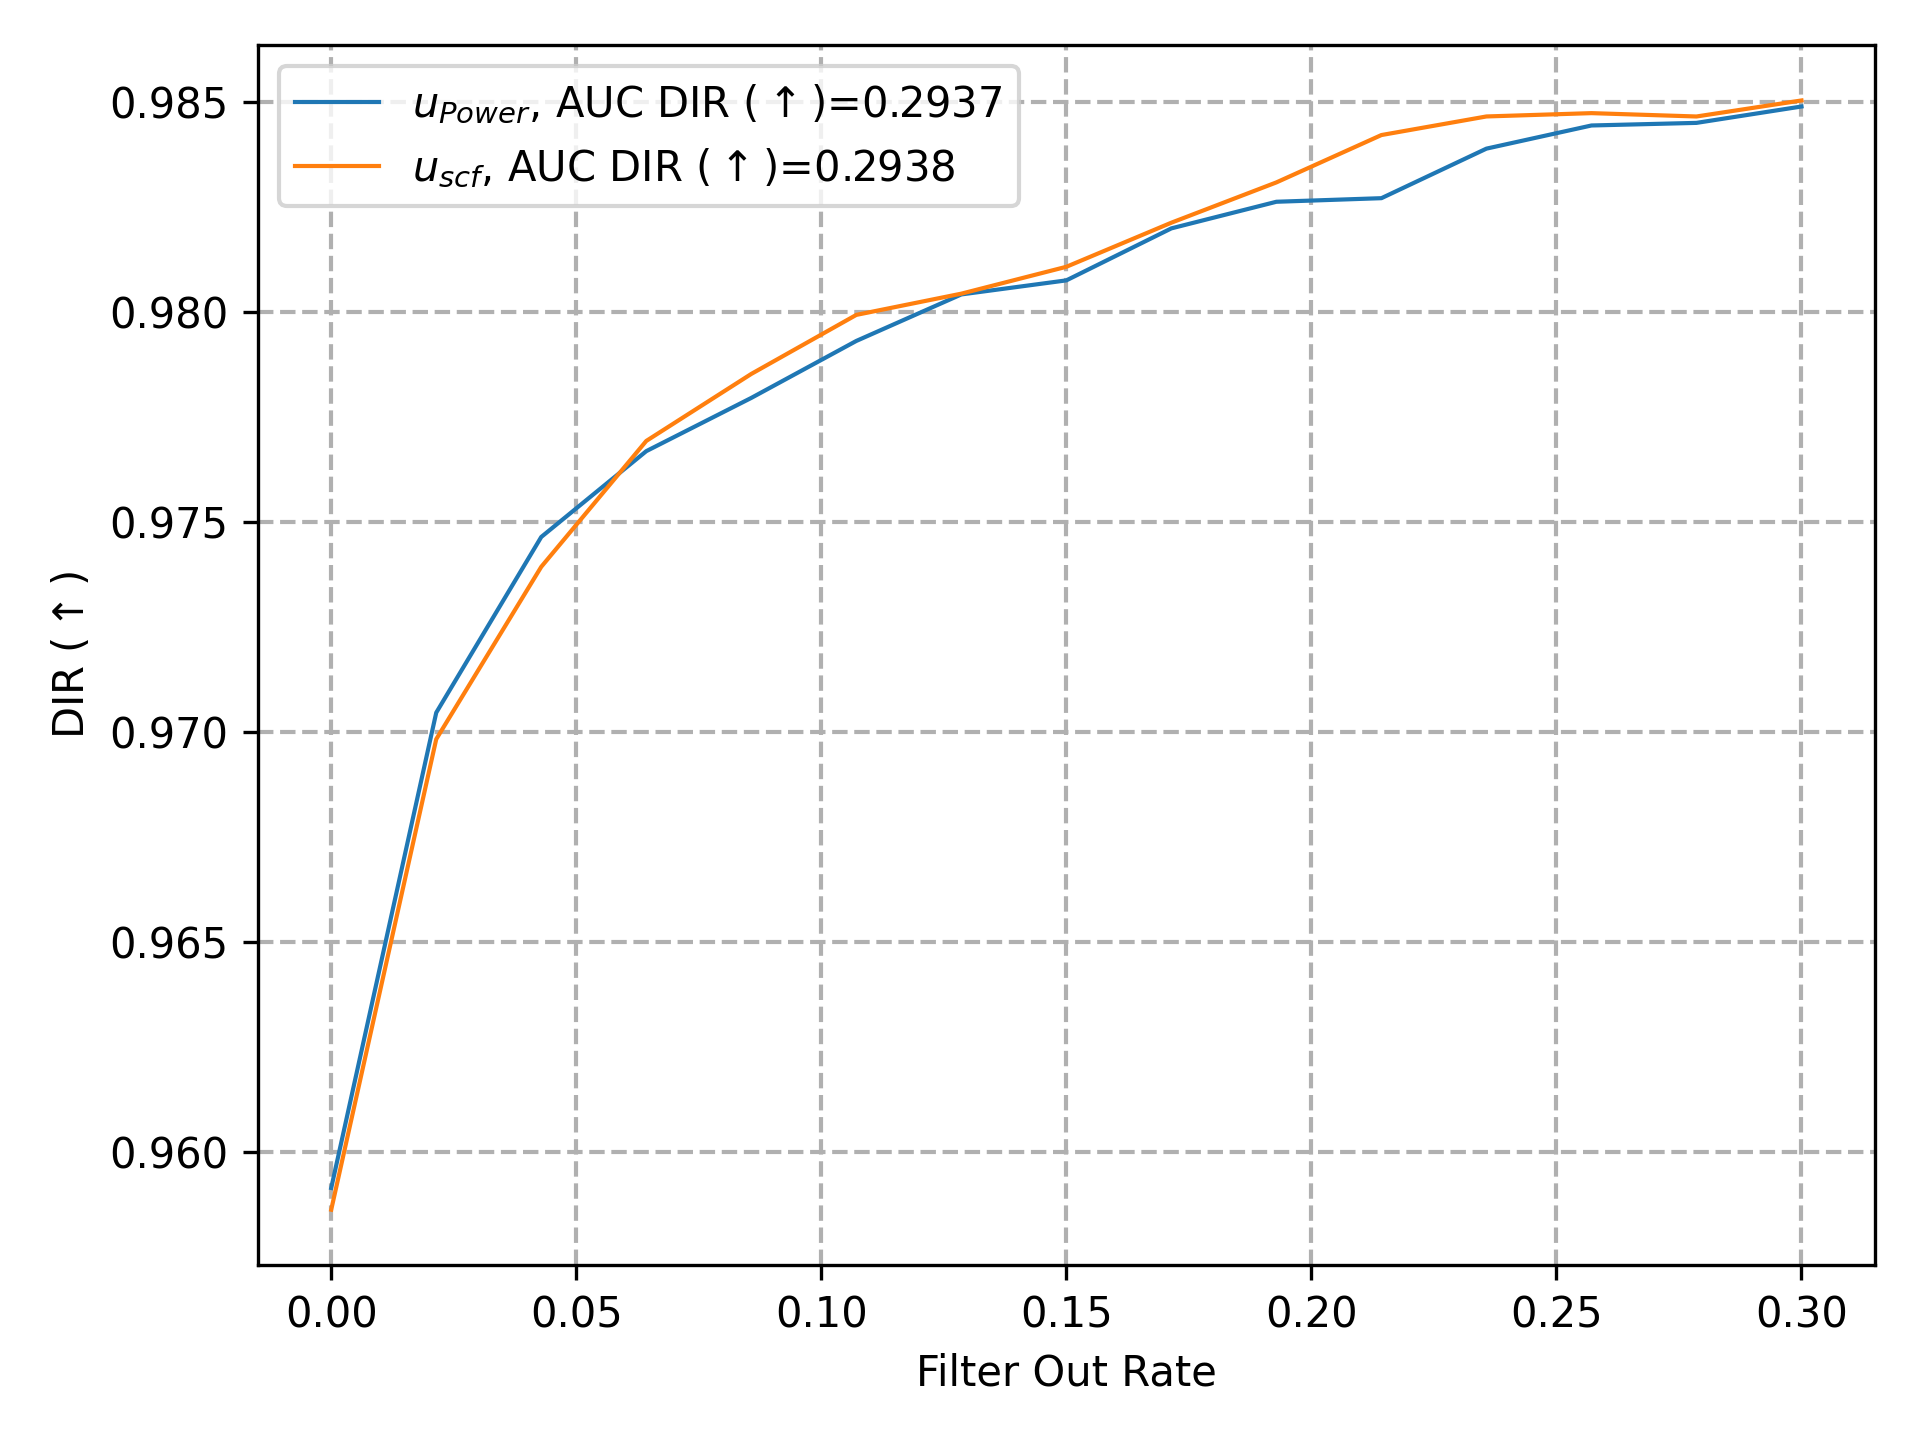 u_Power, AUC DIR (↑)=0.2937
u_scf, AUC DIR (↑)=0.2938
0.985
0.980
0.975
0.970
0.965
0.960
DIR (↑)
0.00 0.05 0.10 0.15 0.20 0.25 0.30
Filter Out Rate